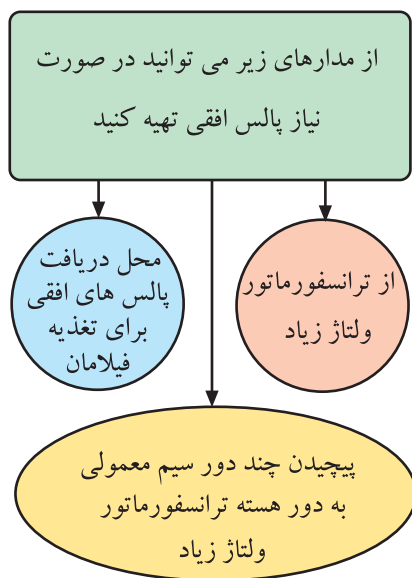 از مدارهای زیر می توانید در صورت
نیاز پالس افقی تهیه کنید
از ترانسفورماتور
ولتاژ زیاد
محل دریافت
پالس های افقی
برای تغذیه
فیلامان
پیچیدن چند دور سیم معمولی
به دور هسته ترانسفورماتور
ولتاژ زیاد